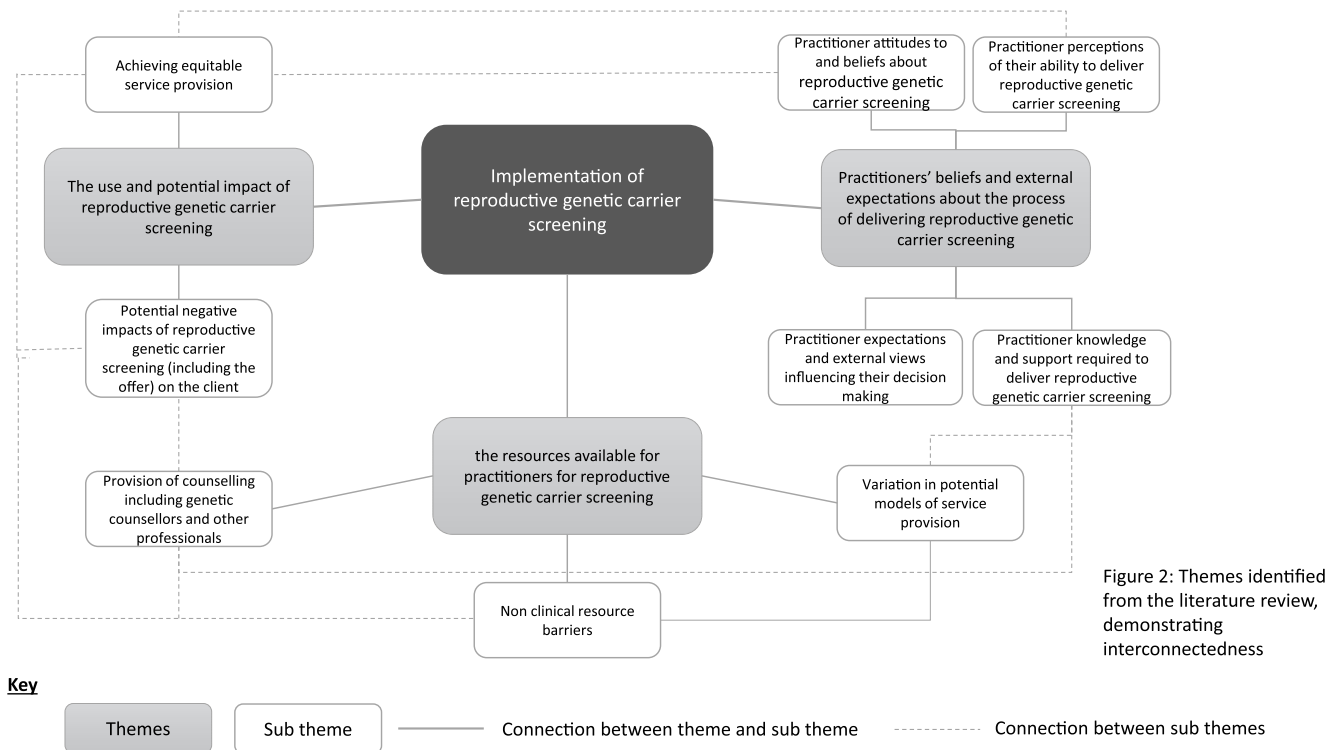 Achieving equitable
service provision
Practitioner attitudes to
and beliefs about
reproductive genetic
carrier screening
Practitioner perceptions
of their ability to deliver
reproductive genetic
carrier screening
The use and potential impact of
reproductive genetic carrier
screening
Implementation of
reproductive genetic carrier
screening
Practitioners' beliefs and external
expectations about the process
of delivering reproductive genetic
carrier screening
Potential negative
impacts of reproductive
genetic carrier
screening (including the
offer) on the client
Practitioner expectations
and external views
influencing their decision
making
Practitioner knowledge
and support required to
deliver reproductive
genetic carrier screening
the resources available for
practitioners for reproductive
genetic carrier screening
Provision of counselling
including genetic
counsellors and other
professionals
Variation in potential
models of service
provision
Non clinical resource
barriers
Figure 2: Themes identified
from the literature review,
demonstrating
interconnectedness
Key
Themes
Sub theme
Connection between theme and sub theme
Connection between sub themes